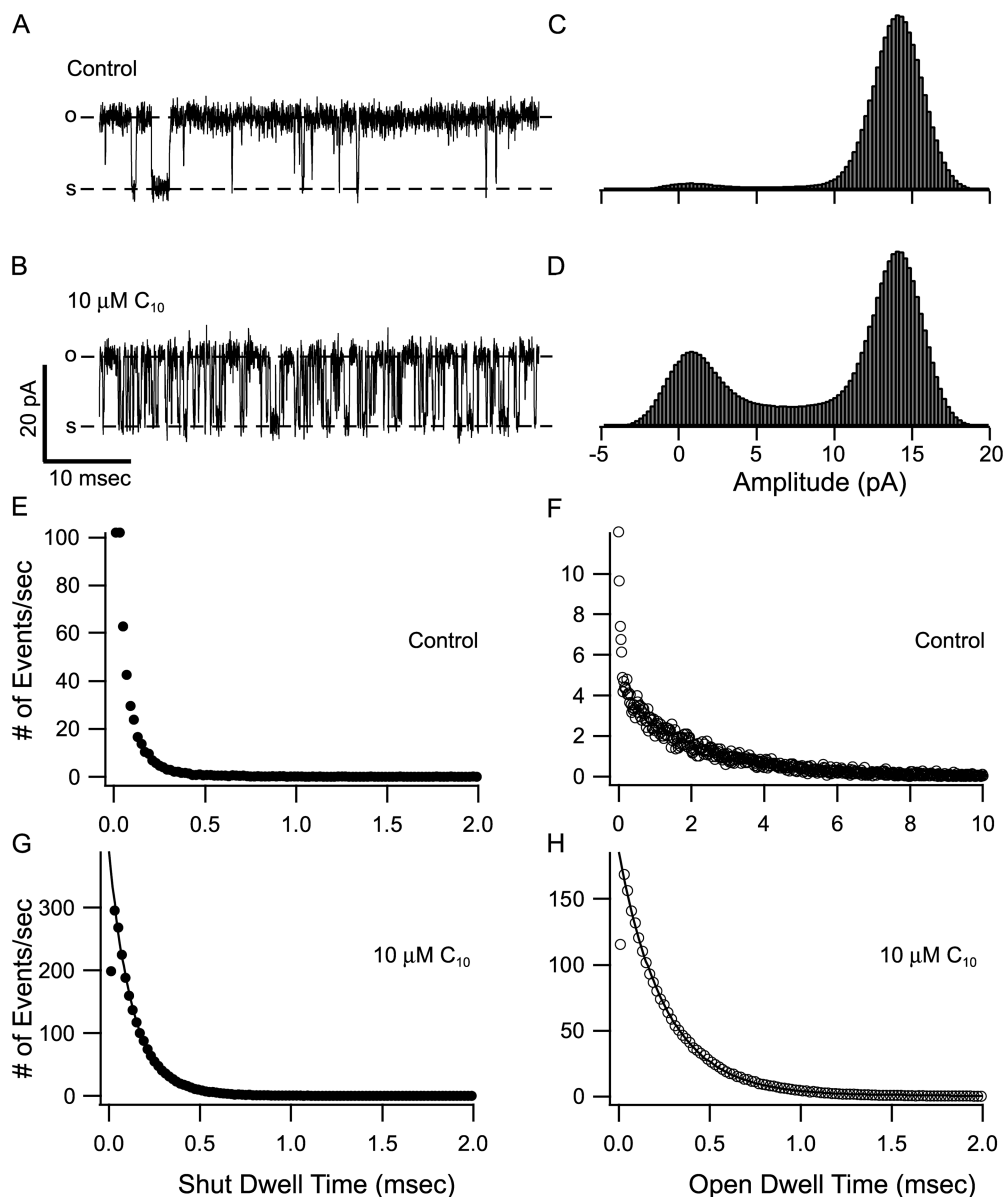 A
Control
o
s
C
B
10 μM C₁₀
o
s
20 pA
10 msec
D
-5 0 5 10 15 20
Amplitude (pA)
E
100
80
60
40
20
0
# of Events/sec
Control
0.0 0.5 1.0 1.5 2.0
F
10
8
6
4
2
0
Control
0 2 4 6 8 10
G
300
200
100
0
# of Events/sec
10 μM C₁₀
0.0 0.5 1.0 1.5 2.0
Shut Dwell Time (msec)
H
150
100
50
0
10 μM C₁₀
0.0 0.5 1.0 1.5 2.0
Open Dwell Time (msec)